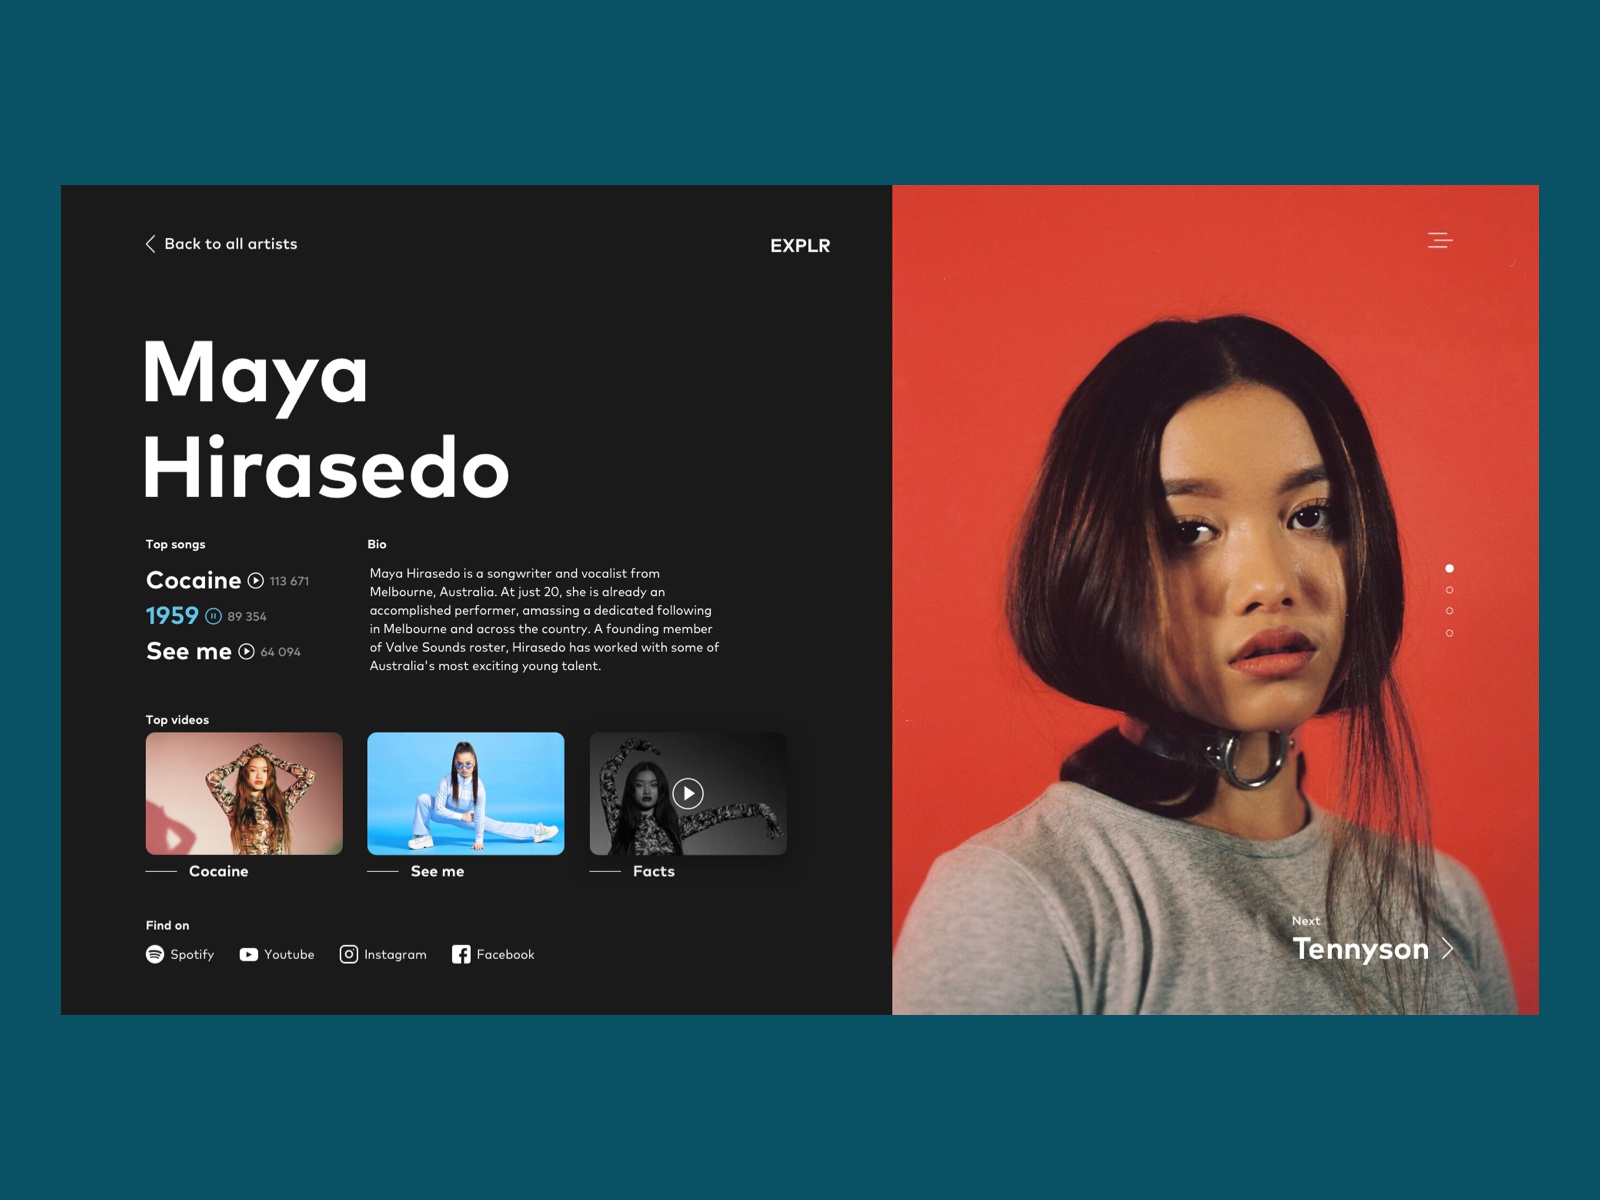 Back to all artists
EXPLR
Maya
Hirasedo
Top songs
Cocaine 113 671
1959 89 354
See me 64 094
Bio
Maya Hirasedo is a songwriter and vocalist from
Melbourne, Australia. At just 20, she is already an
accomplished performer, amassing a dedicated following
in Melbourne and across the country. A founding member
of Valve Sounds roster, Hirasedo has worked with some of
Australia's most exciting young talent.
Top videos
Cocaine
See me
Facts
Find on
Spotify
Youtube
Instagram
Facebook
Next
Tennyson